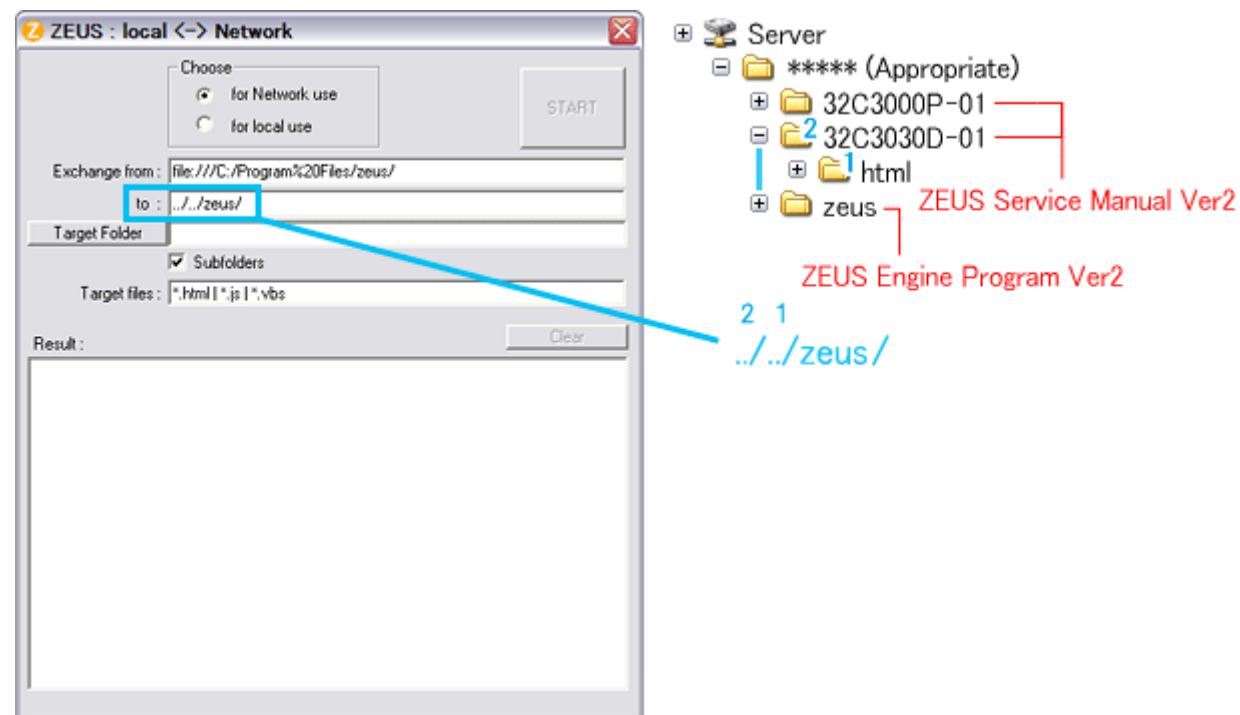 ZEUS : local <-> Network
Choose
for Network use
for local use
START
Exchange from : file:///C:/Program%20Files/zeus/
to : ../../zeus/
Target Folder
Subfolders
Target files : *.html | *.js | *.vbs
Result :
Clear
Server
***** (Appropriate)
32C3000P-01
2 32C3030D-01
1 html
zeus
ZEUS Service Manual Ver2
ZEUS Engine Program Ver2
2 1
../../zeus/